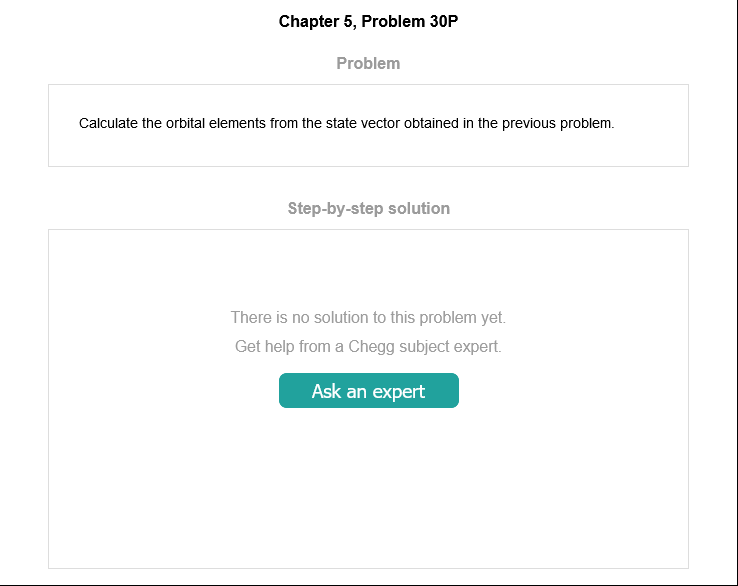 Chapter 5, Problem 30P
Problem
Calculate the orbital elements from the state vector obtained in the previous problem.
Step-by-step solution
There is no solution to this problem yet.
Get help from a Chegg subject expert.
Ask an expert